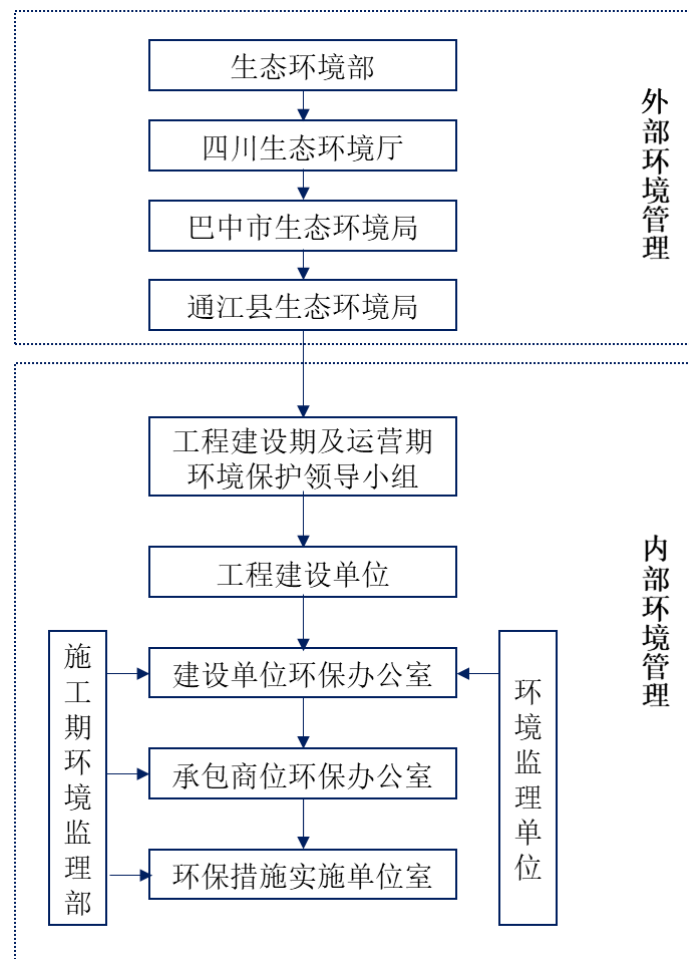 生态环境部
四川生态环境厅
巴中市生态环境局
通江县生态环境局
外部环境管理
工程建设期及运营期
环境保护领导小组
工程建设单位
建设单位环保办公室
承包商位环保办公室
环保措施实施单位室
施工期环境监理部
环境监理单位
内部环境管理